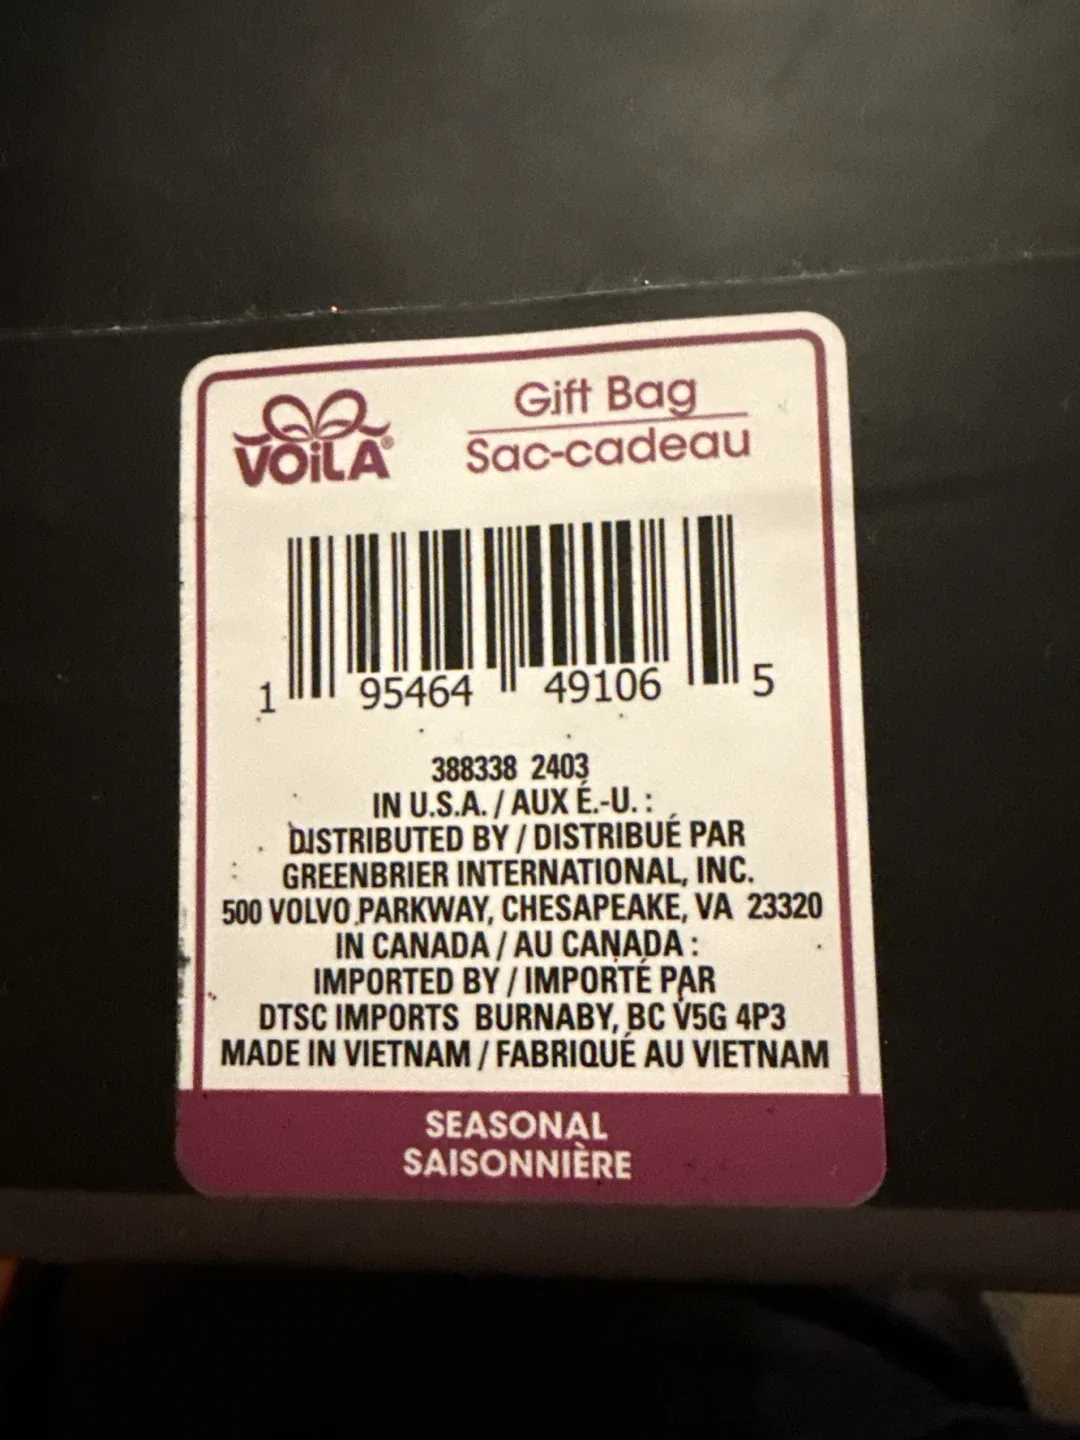 VOiLA®
Gift Bag
Sac-cadeau
1 95464 49106 5
388338 2403
IN U.S.A. / AUX É.-U. :
DISTRIBUTED BY / DISTRIBUÉ PAR
GREENBRIER INTERNATIONAL, INC.
500 VOLVO PARKWAY, CHESAPEAKE, VA 23320
IN CANADA / AU CANADA :
IMPORTED BY / IMPORTÉ PAR
DTSC IMPORTS BURNABY, BC V5G 4P3
MADE IN VIETNAM / FABRIQUÉ AU VIETNAM
SEASONAL
SAISONNIÈRE